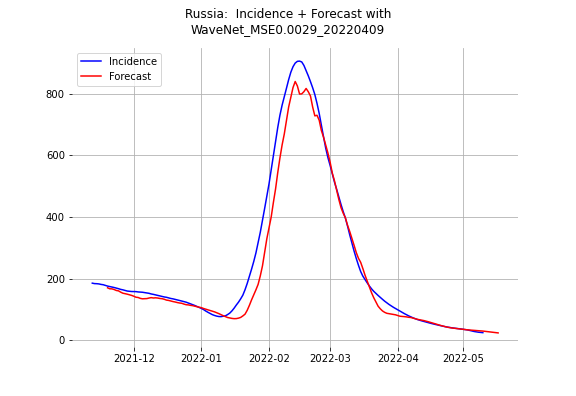 Russia:  Incidence + Forecast with
WaveNet_MSE0.0029_20220409
Incidence
Forecast
800
600
400
200
0
2021-12
2022-01
2022-02
2022-03
2022-04
2022-05